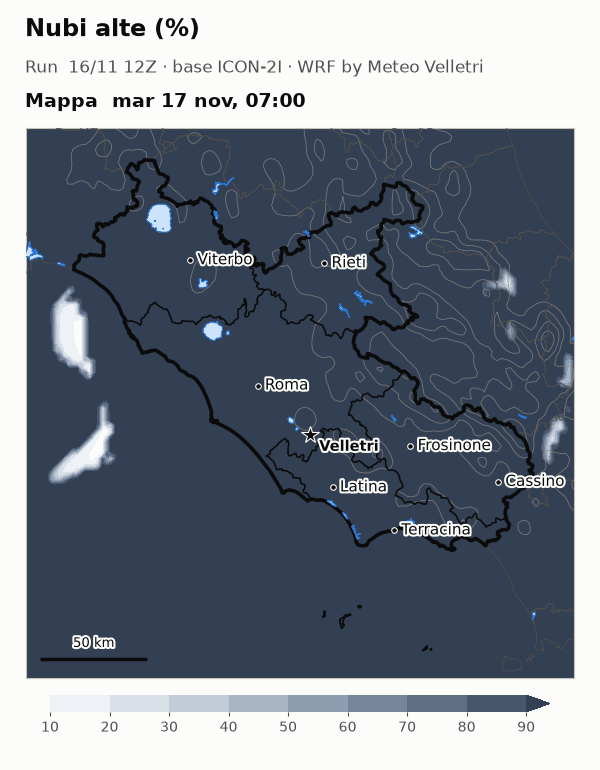 Nubi alte (%)
Run 16/11 12Z · base ICON-2I · WRF by Meteo Velletri
Mappa mar 17 nov, 07:00
Viterbo
Rieti
Roma
Velletri
Frosinone
Latina
Cassino
Terracina
50 km
10 20 30 40 50 60 70 80 90